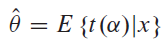 θ̂ = E {t(α)|x}